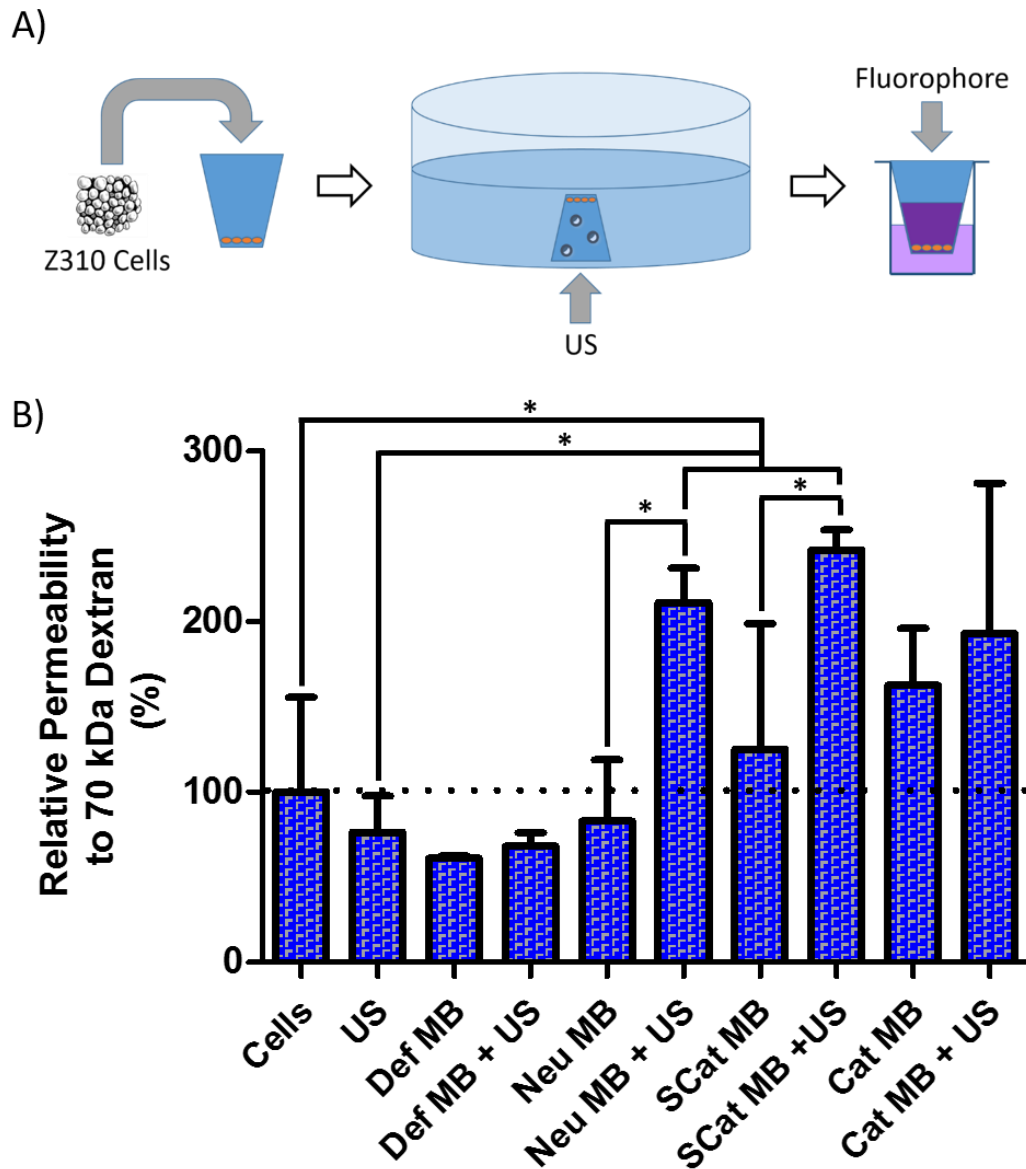 A)
Fluorophore
Z310 Cells
US
B)
*
*
*
*
300
200
100
0
Relative Permeability
to 70 kDa Dextran
(%)
Cells
US
Def MB
Def MB + US
Neu MB
Neu MB + US
SCat MB
SCat MB +US
Cat MB
Cat MB + US